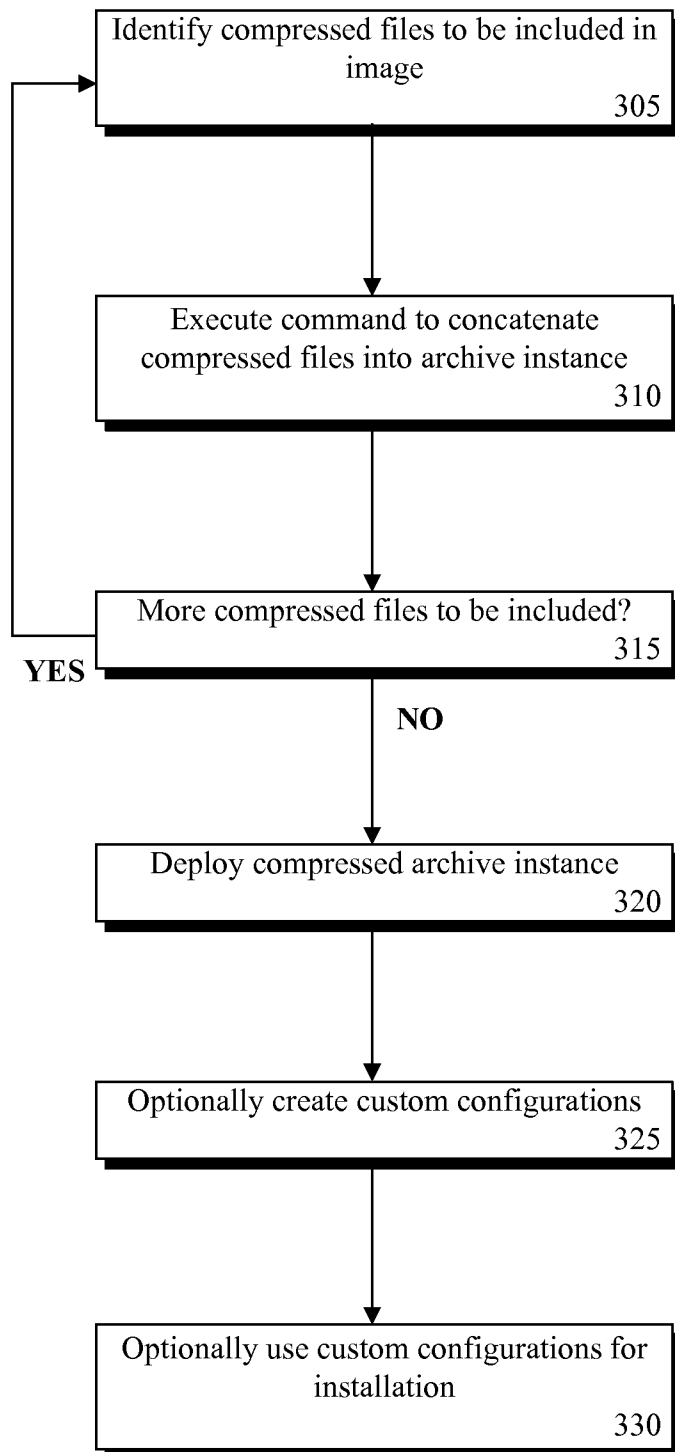 Identify compressed files to be included in
image
305
Execute command to concatenate
compressed files into archive instance
310
More compressed files to be included?
315
YES
NO
Deploy compressed archive instance
320
Optionally create custom configurations
325
Optionally use custom configurations for
installation
330